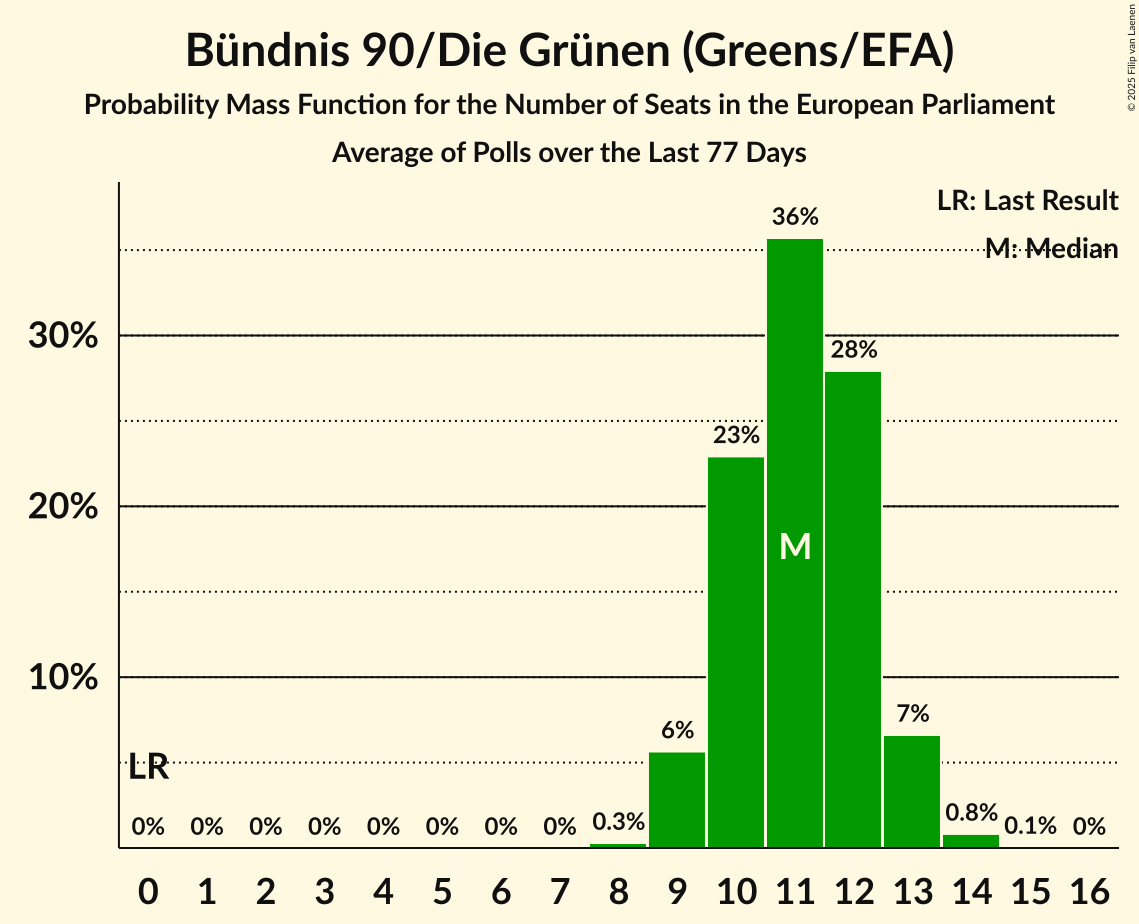 Bündnis 90/Die Grünen (Greens/EFA)
Probability Mass Function for the Number of Seats in the European Parliament
Average of Polls over the Last 77 Days
© 2025 Filip van Laenen
LR: Last Result
M: Median
36%
30%
28%
23%
20%
M
10%
7%
6%
LR
0% 0% 0% 0% 0% 0% 0% 0% 0.3% 0.8% 0.1% 0%
0 1 2 3 4 5 6 7 8 9 10 11 12 13 14 15 16